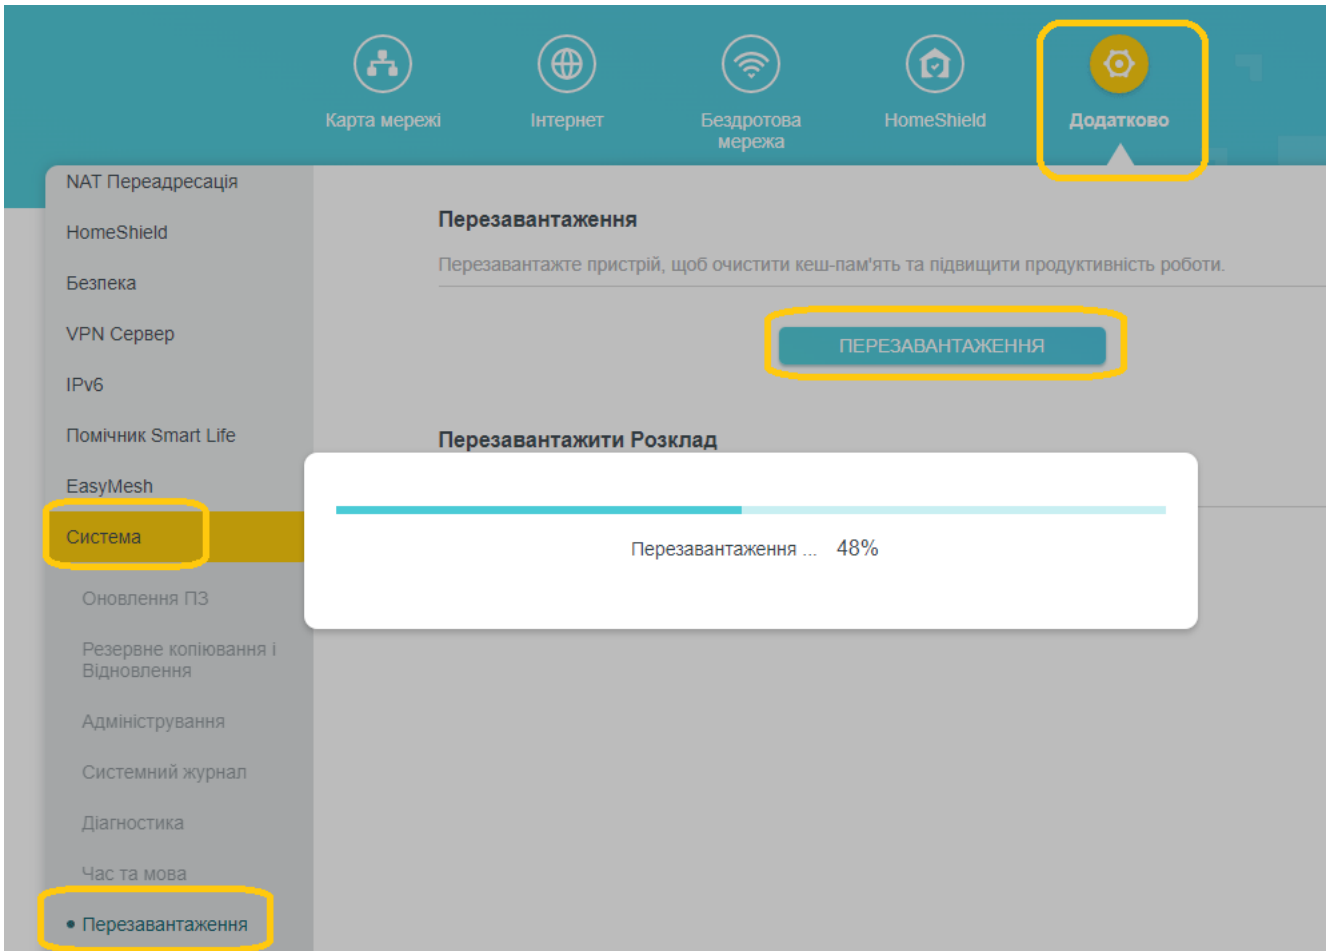 Карта мережі
Інтернет
Бездротова
мережа
HomeShield
Додатково
NAT Переадресація
HomeShield
Безпека
VPN Сервер
IPv6
Помічник Smart Life
EasyMesh
Система
Оновлення ПЗ
Резервне копіювання і
Відновлення
Адміністрування
Системний журнал
Діагностика
Час та мова
• Перезавантаження
Перезавантаження
Перезавантажте пристрій, щоб очистити кеш-пам'ять та підвищити продуктивність роботи.
ПЕРЕЗАВАНТАЖЕННЯ
Перезавантажити Розклад
Перезавантаження ... 48%